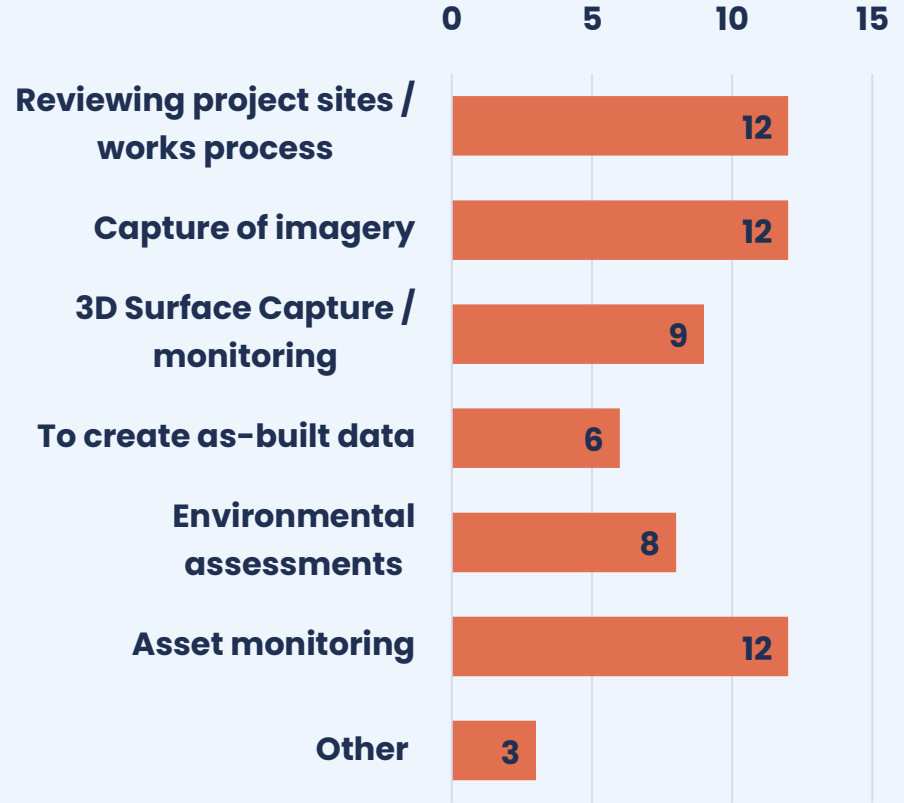 0 5 10 15
Reviewing project sites /
works process
12
Capture of imagery
12
3D Surface Capture /
monitoring
9
To create as-built data
6
Environmental
assessments
8
Asset monitoring
12
Other
3